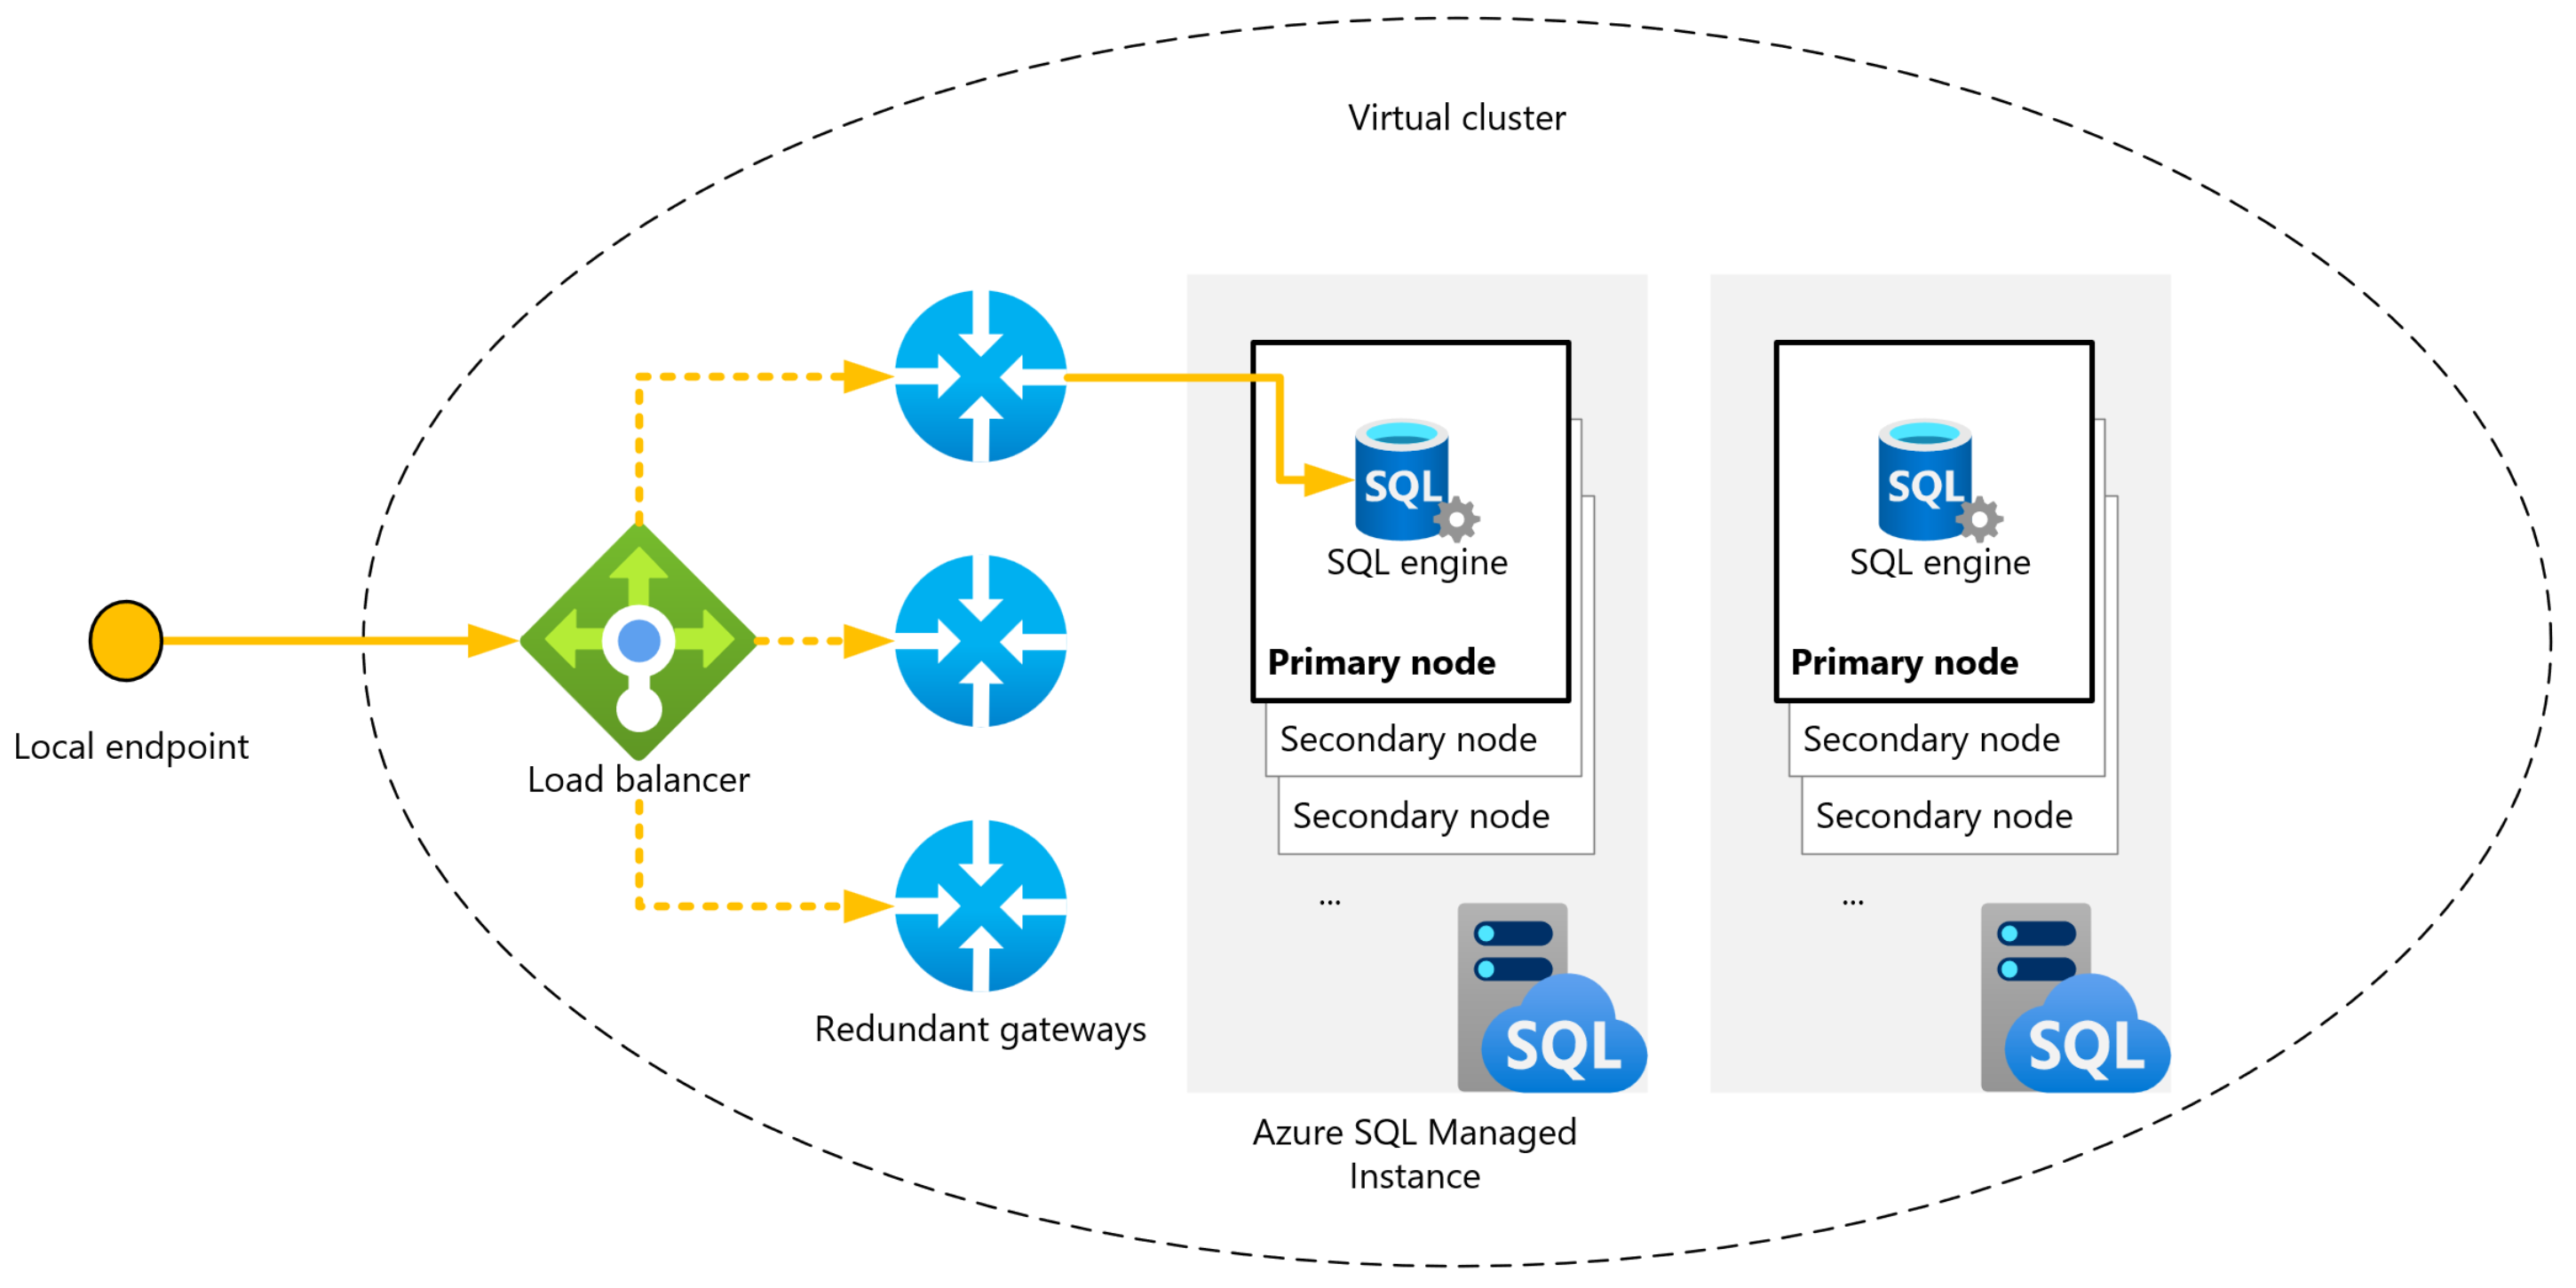 Virtual cluster
Local endpoint
Load balancer
Redundant gateways
SQL
SQL engine
Primary node
Secondary node
Secondary node
...
SQL
Azure SQL Managed
Instance
SQL
SQL engine
Primary node
Secondary node
Secondary node
...
SQL